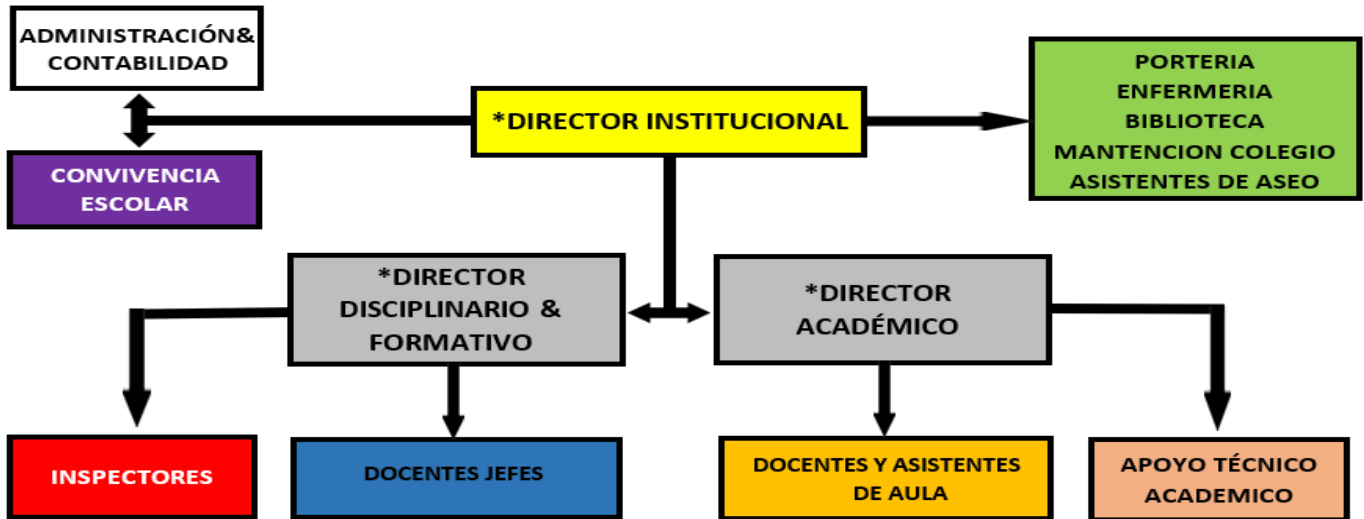 ADMINISTRACIÓN&
CONTABILIDAD
*DIRECTOR INSTITUCIONAL
PORTERIA
ENFERMERIA
BIBLIOTECA
MANTENCION COLEGIO
ASISTENTES DE ASEO
CONVIVENCIA
ESCOLAR
*DIRECTOR
DISCIPLINARIO &
FORMATIVO
*DIRECTOR
ACADÉMICO
INSPECTORES
DOCENTES JEFES
DOCENTES Y ASISTENTES
DE AULA
APOYO TÉCNICO
ACADEMICO